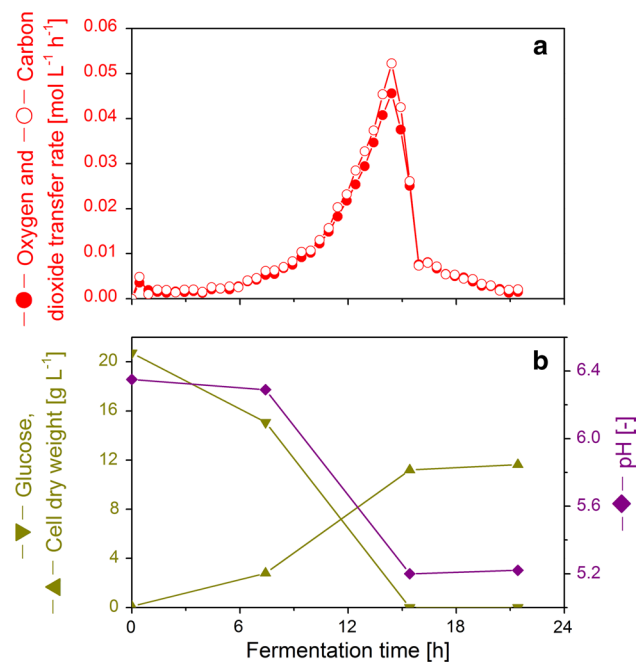 —●— Oxygen and —○— Carbon
dioxide transfer rate [mol L⁻¹ h⁻¹]
0.06
0.05
0.04
0.03
0.02
0.01
0.00
a
—▼— Glucose,
—▲— Cell dry weight [g L⁻¹]
20
16
12
8
4
0
b
6.4
6.0
5.6
5.2
—◆— pH [-]
0 6 12 18 24
Fermentation time [h]